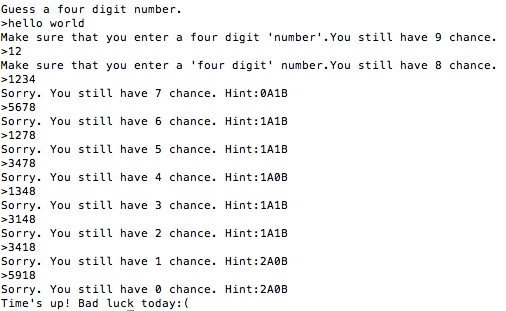 Guess a four digit number.
>hello world
Make sure that you enter a four digit 'number'.You still have 9 chance.
>12
Make sure that you enter a 'four digit' number.You still have 8 chance.
>1234
Sorry. You still have 7 chance. Hint:0A1B
>5678
Sorry. You still have 6 chance. Hint:1A1B
>1278
Sorry. You still have 5 chance. Hint:1A1B
>3478
Sorry. You still have 4 chance. Hint:1A0B
>1348
Sorry. You still have 3 chance. Hint:1A1B
>3148
Sorry. You still have 2 chance. Hint:1A1B
>3418
Sorry. You still have 1 chance. Hint:2A0B
>5918
Sorry. You still have 0 chance. Hint:2A0B
Time's up! Bad luck today:(